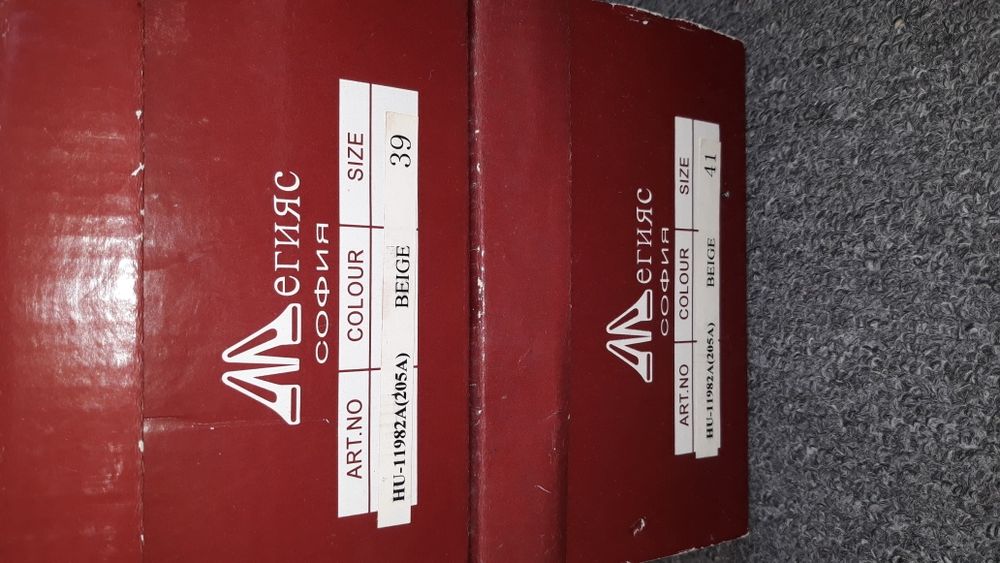 Мегияс
СОФИЯ
ART.NO COLOUR SIZE
HU-11982A(205A) BEIGE 39
Мегияс
СОФИЯ
ART.NO COLOUR SIZE
HU-11982A(205A) BEIGE 41